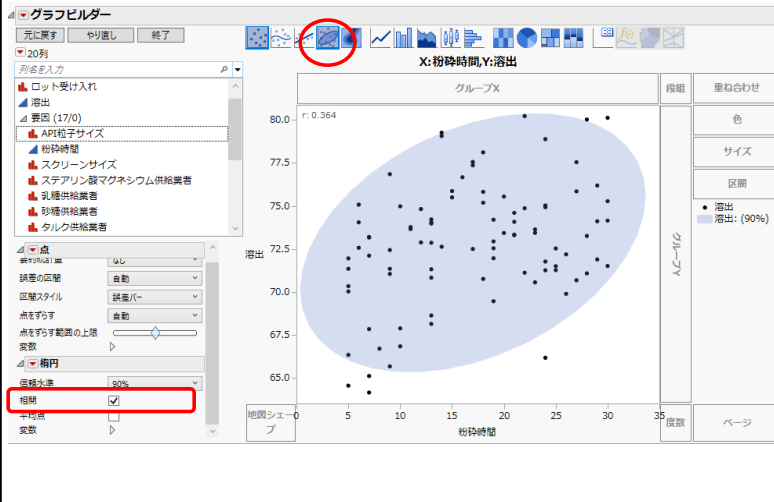 グラフビルダー
元に戻す やり直し 終了
20列
列名を入力
ロット受け入れ
溶出
要因 (17/0)
API粒子サイズ
粉砕時間
スクリーンサイズ
ステアリン酸マグネシウム供給業者
乳糖供給業者
砂糖供給業者
タルク供給業者
点
要約統計量 なし
誤差の区間 自動
区間スタイル 誤差バー
点をずらす 自動
点をずらす範囲の上限
変数
楕円
信頼水準 90%
相関
平均点
変数
X:粉砕時間,Y:溶出
グループX
段組
重ね合わせ
色
サイズ
区間
溶出
溶出: (90%)
r: 0.364
80.0
77.5
75.0
72.5
70.0
67.5
65.0
溶出
グループY
地図シェープ
0 5 10 15 20 25 30 35
粉砕時間
度数
ページ